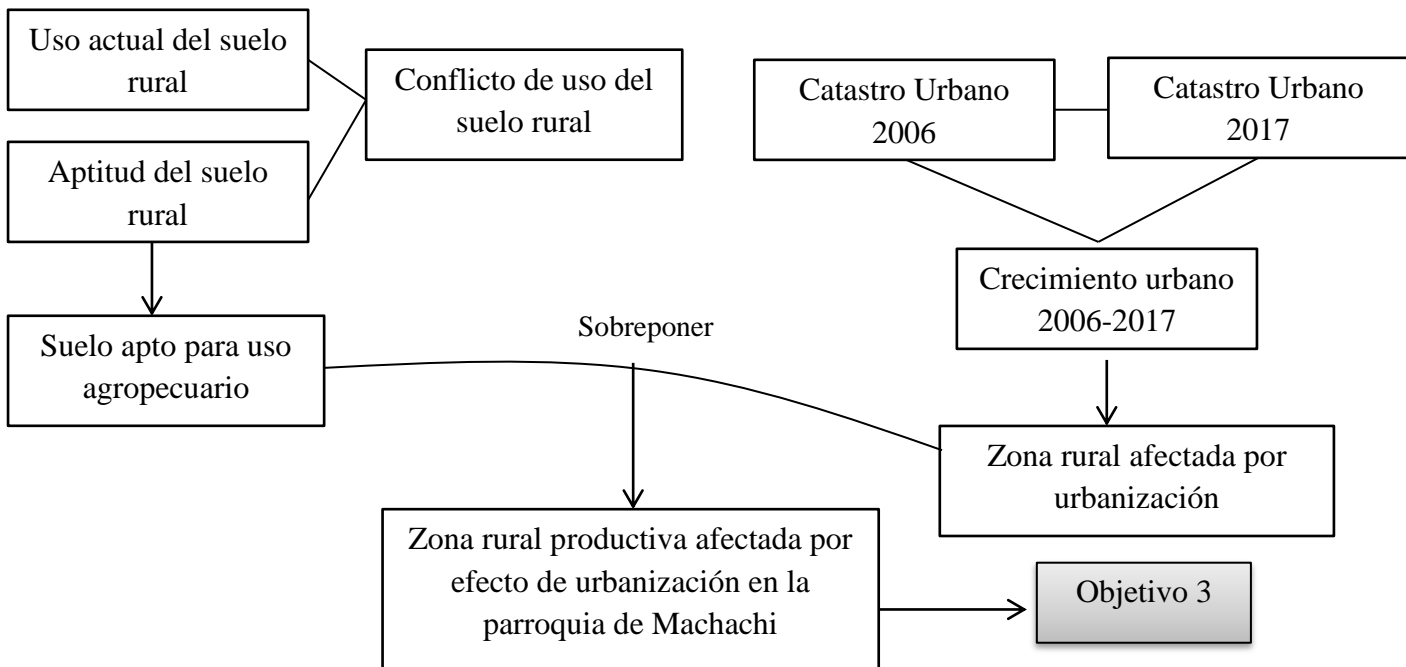 Uso actual del suelo
rural
Conflicto de uso del
suelo rural
Aptitud del suelo
rural
Catastro Urbano
2006
Catastro Urbano
2017
Crecimiento urbano
2006-2017
Suelo apto para uso
agropecuario
Sobreponer
Zona rural afectada por
urbanización
Zona rural productiva afectada por
efecto de urbanización en la
parroquia de Machachi
Objetivo 3